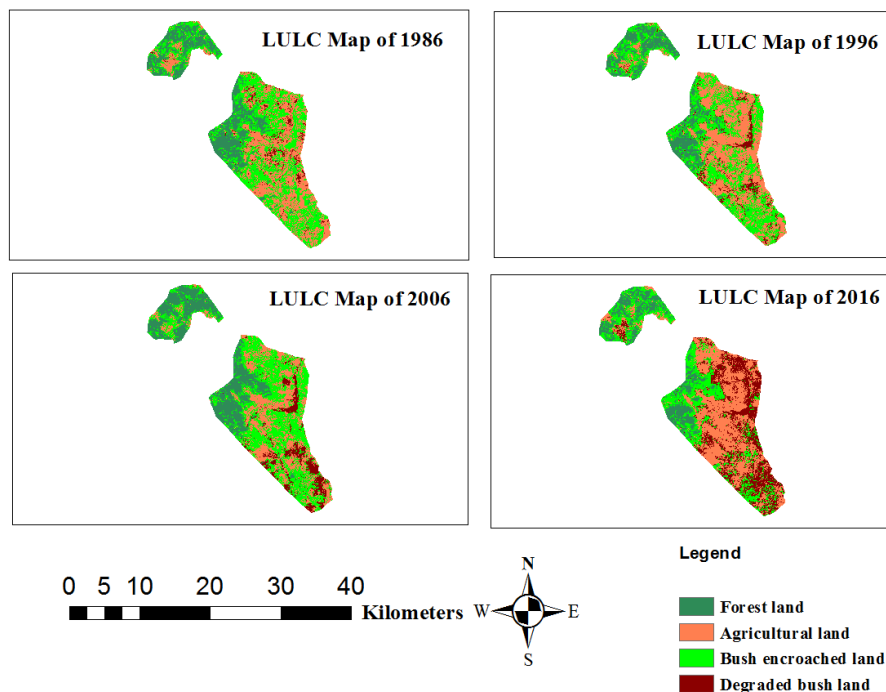 LULC Map of 1986
LULC Map of 1996
LULC Map of 2006
LULC Map of 2016
0 5 10 20 30 40
Kilometers
N
W E
S
Legend
Forest land
Agricultural land
Bush encroached land
Degraded bush land